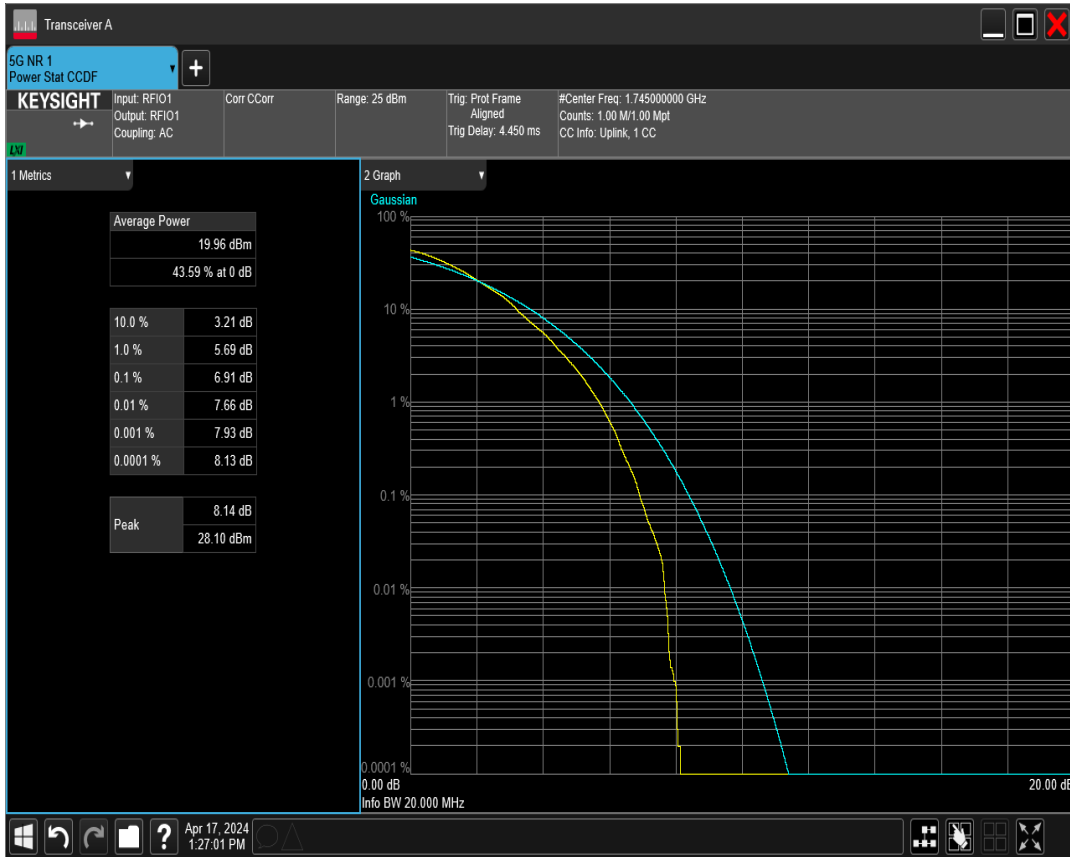 Transceiver A
5G NR 1
Power Stat CCDF
+
KEYSIGHT
LXI
Input: RFIO1
Output: RFIO1
Coupling: AC
Corr CCorr
Range: 25 dBm
Trig: Prot Frame
Aligned
Trig Delay: 4.450 ms
#Center Freq: 1.745000000 GHz
Counts: 1.00 M/1.00 Mpt
CC Info: Uplink, 1 CC
1 Metrics
Average Power
19.96 dBm
43.59 % at 0 dB
10.0 % 3.21 dB
1.0 % 5.69 dB
0.1 % 6.91 dB
0.01 % 7.66 dB
0.001 % 7.93 dB
0.0001 % 8.13 dB
Peak
8.14 dB
28.10 dBm
2 Graph
Gaussian
100 %
10 %
1 %
0.1 %
0.01 %
0.001 %
0.0001 %
0.00 dB 20.00 dB
Info BW 20.000 MHz
?
Apr 17, 2024
1:27:01 PM